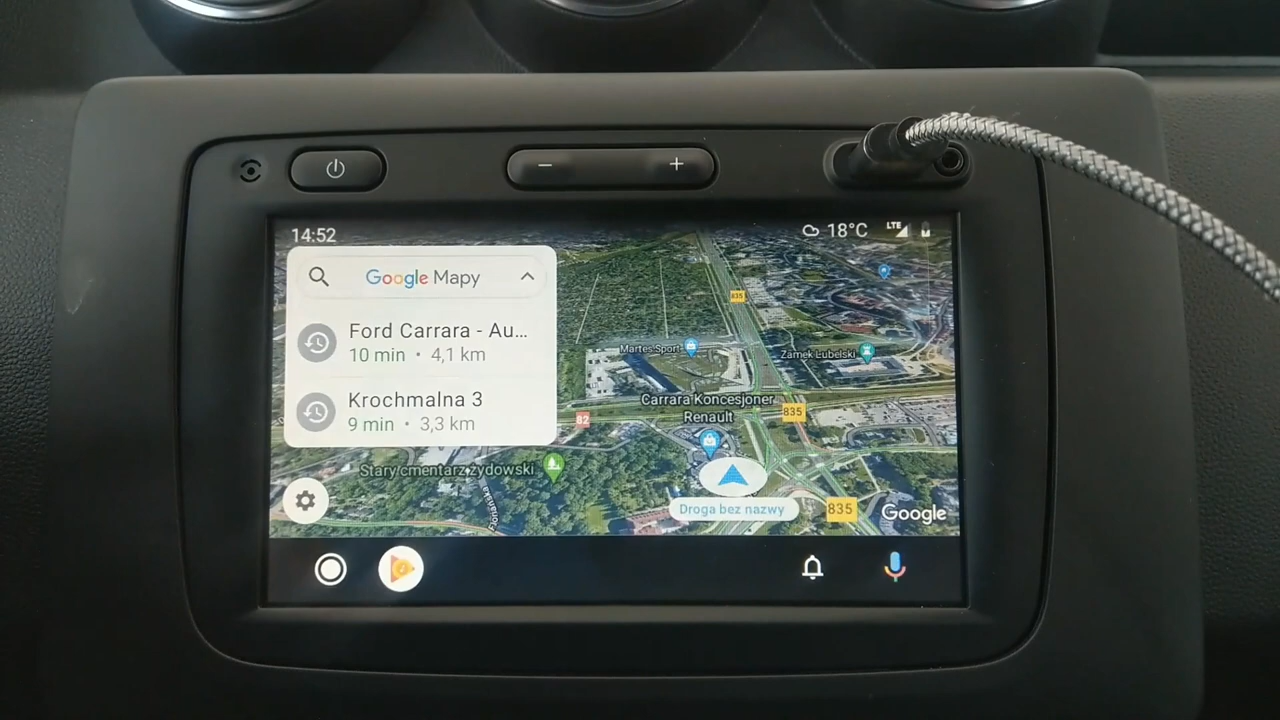 14:52
18°C
LTE
Google Mapy
Ford Carrara - Au...
10 min • 4,1 km
Krochmalna 3
9 min • 3,3 km
835
Martes Sport
Zamek Lubelski
Carrara Koncesjoner
Renault
835
82
Stary cmentarz żydowski
Droga bez nazwy
835
Google